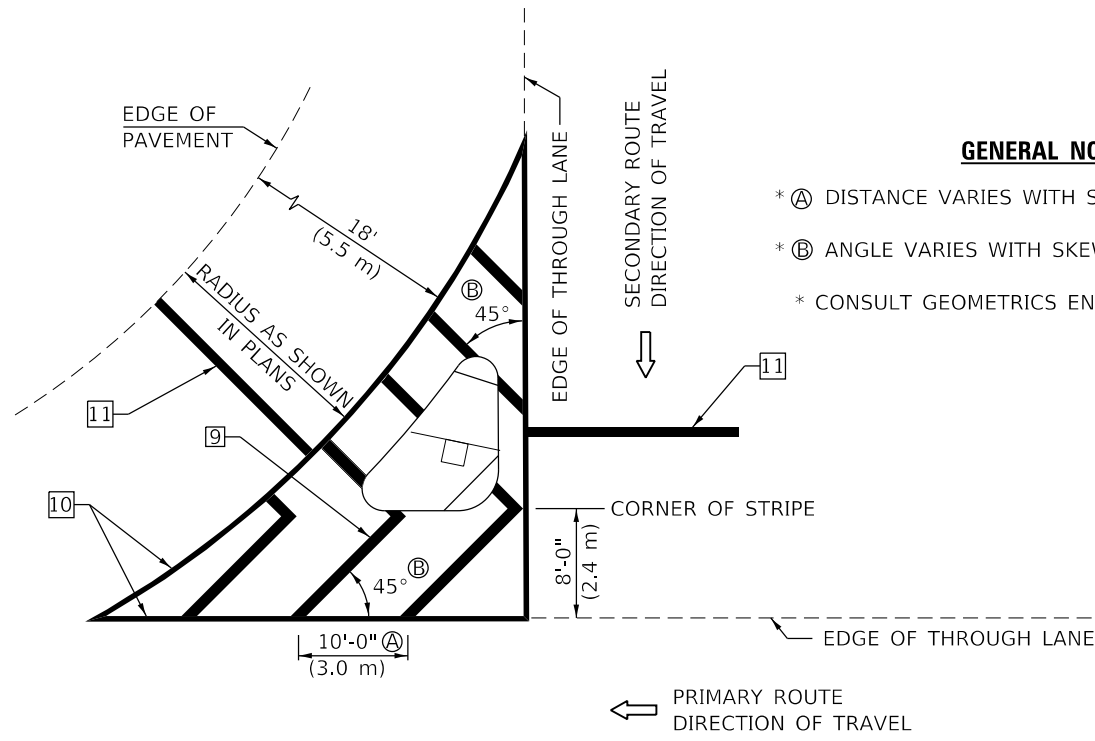 EDGE OF
PAVEMENT
18'
(5.5 m)
RADIUS AS SHOWN
IN PLANS
11
9
10
EDGE OF THROUGH LANE
SECONDARY ROUTE
DIRECTION OF TRAVEL
Ⓑ
45°
11
CORNER OF STRIPE
8'-0"
(2.4 m)
45° Ⓑ
10'-0" Ⓐ
(3.0 m)
EDGE OF THROUGH LANE
PRIMARY ROUTE
DIRECTION OF TRAVEL
GENERAL NO
* Ⓐ DISTANCE VARIES WITH S
* Ⓑ ANGLE VARIES WITH SKEW
* CONSULT GEOMETRICS EN